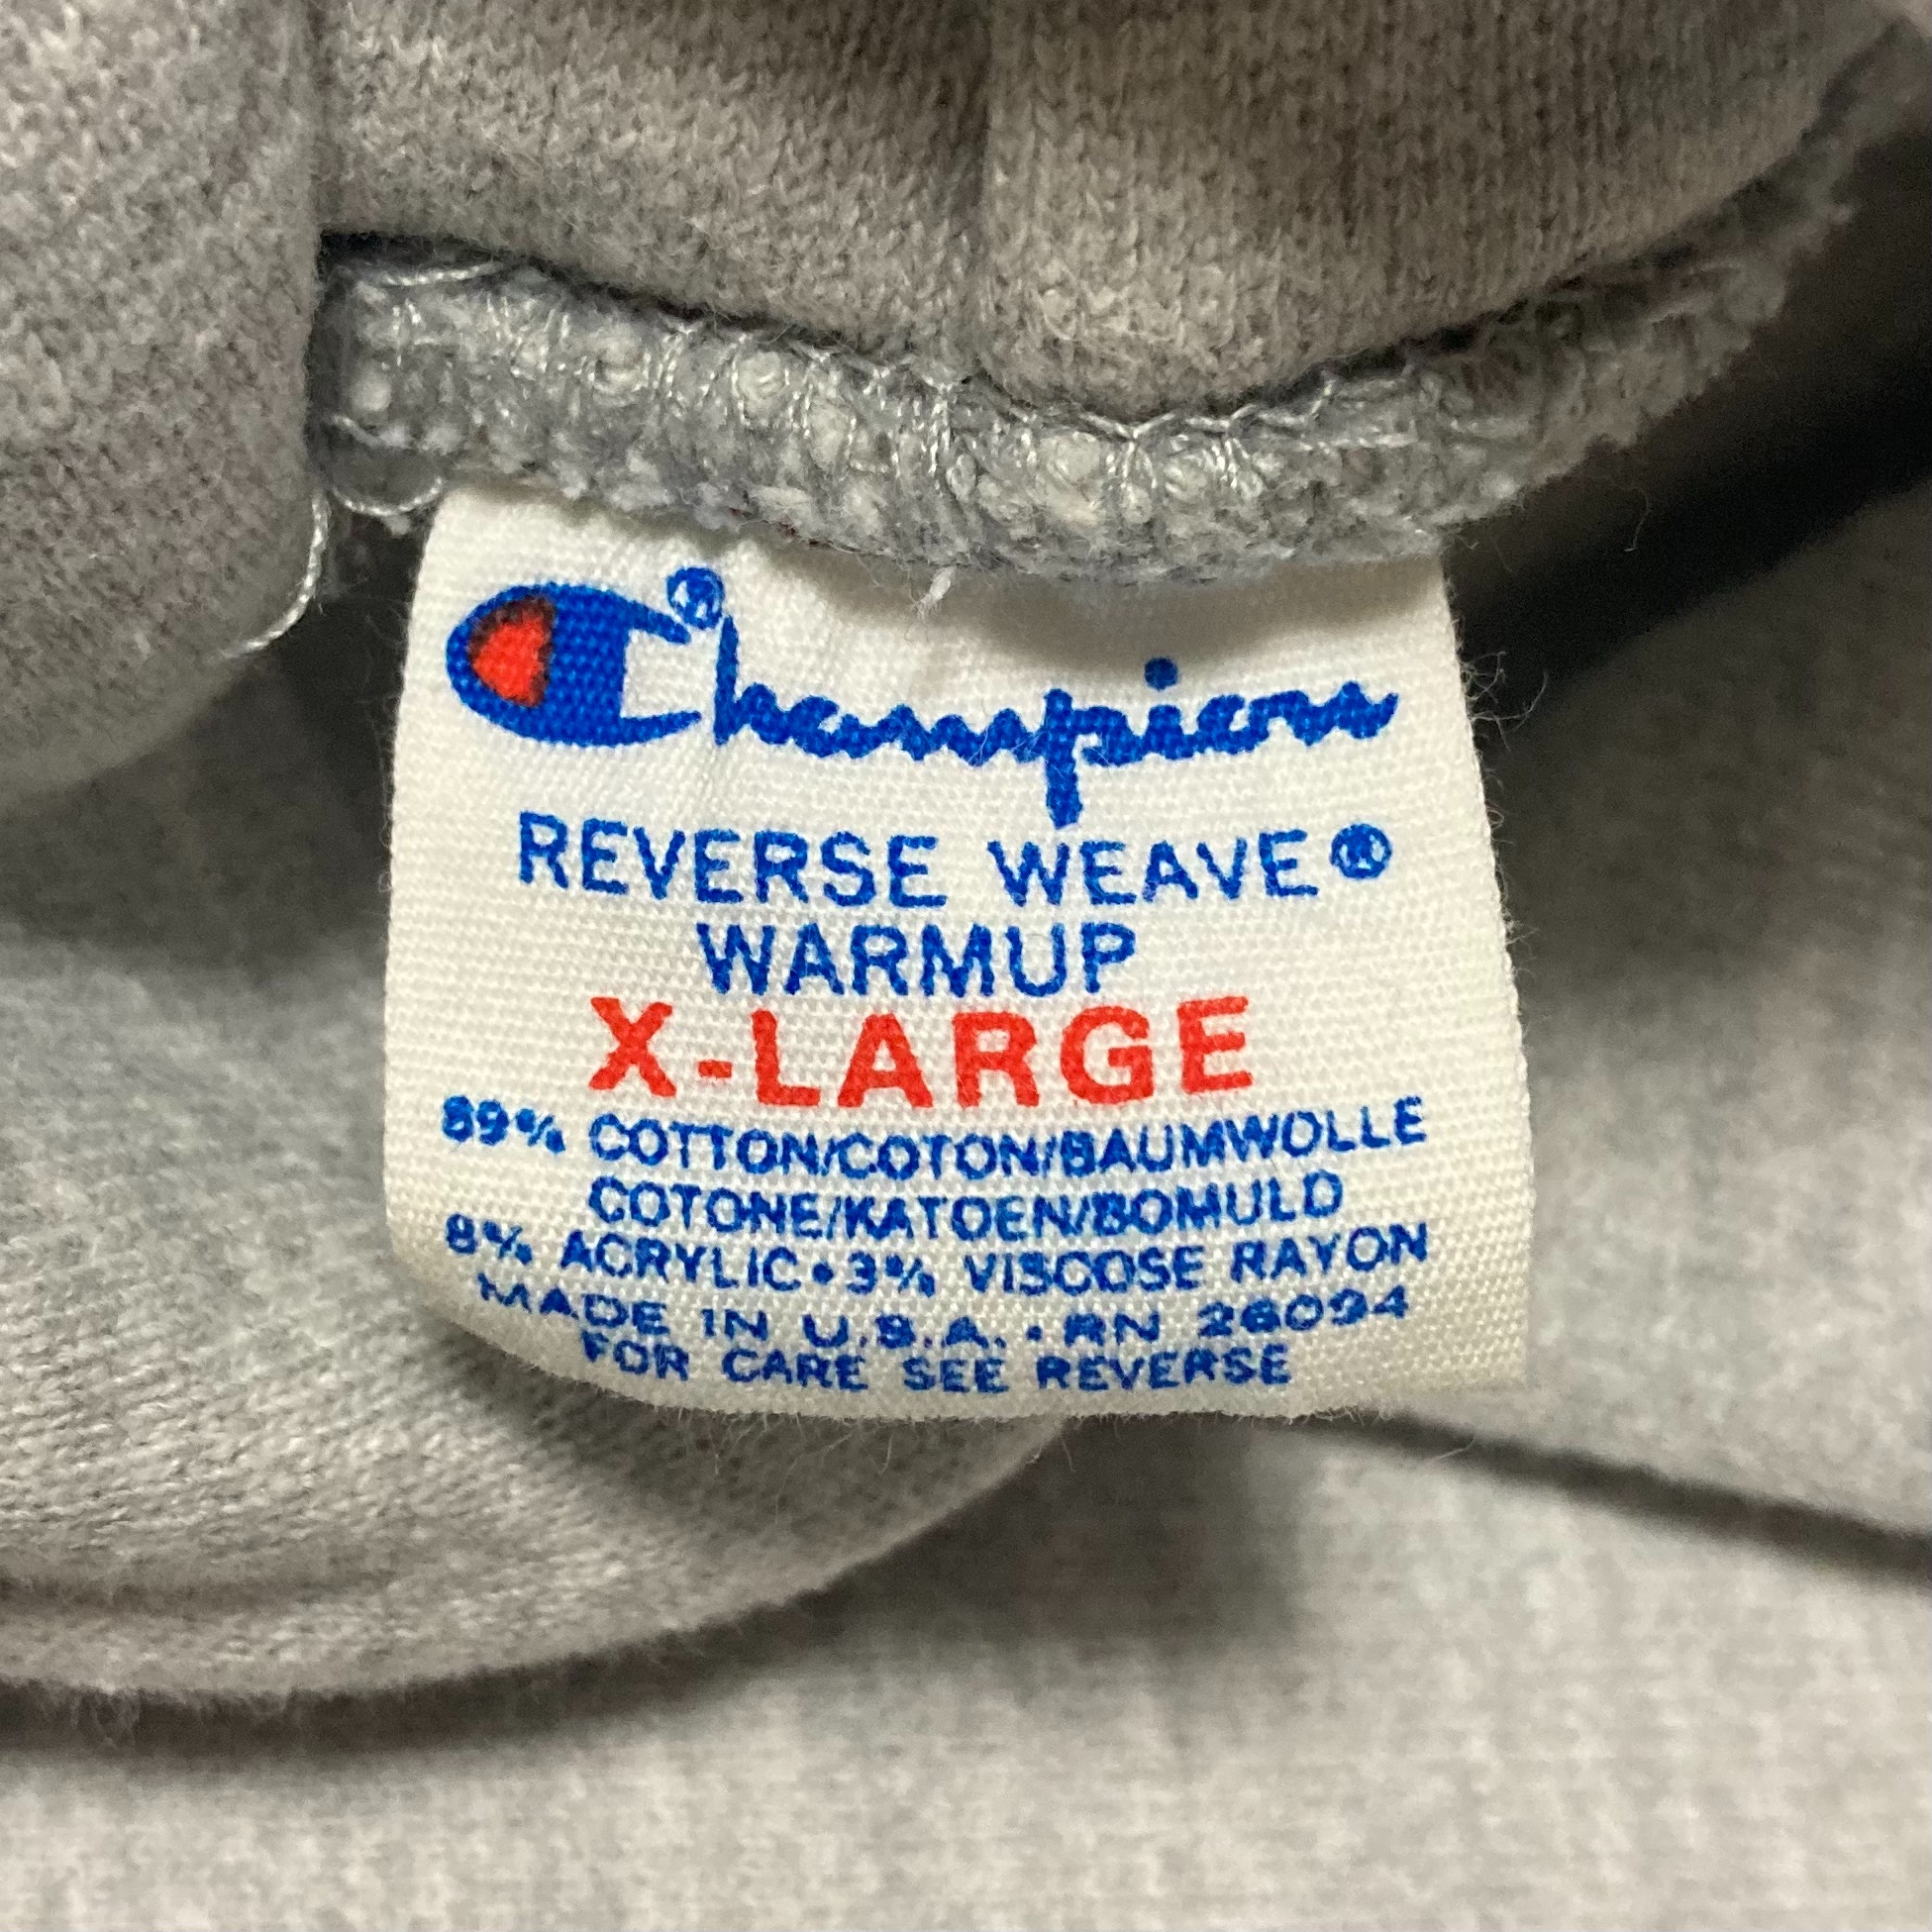 Champion®
REVERSE WEAVE®
WARMUP
X-LARGE
89% COTTON/COTON/BAUMWOLLE
COTONE/KATOEN/BOMULD
8% ACRYLIC•3% VISCOSE RAYON
MADE IN U.S.A. • RN 26094
FOR CARE SEE REVERSE